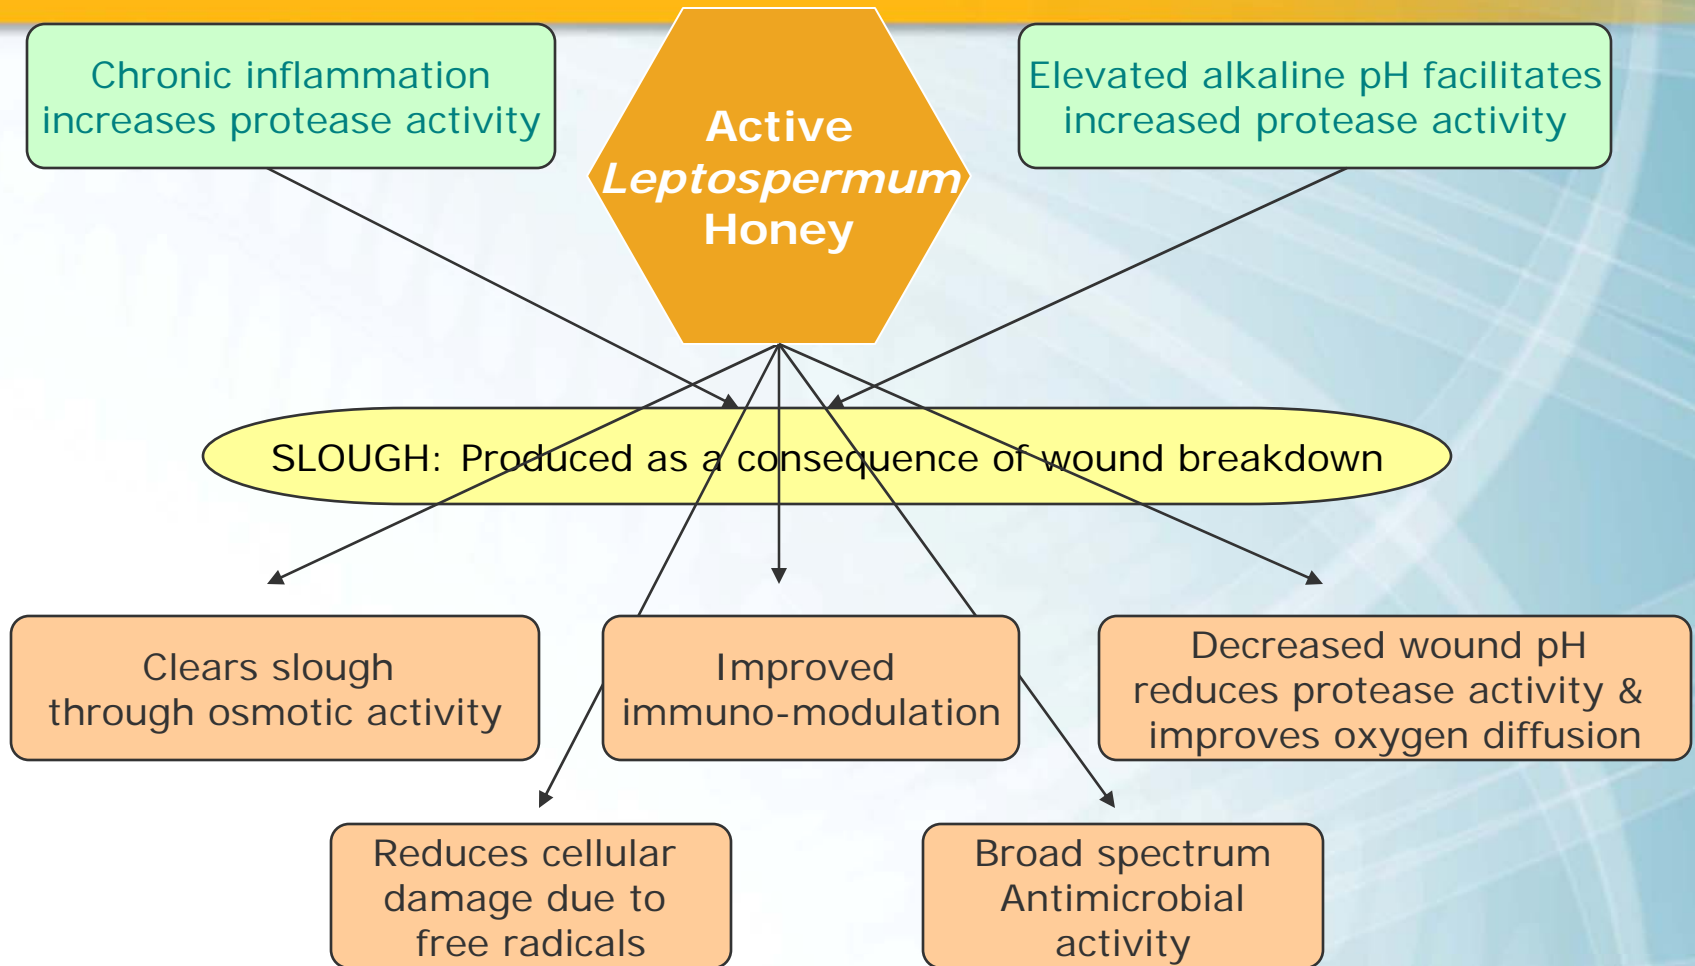 Chronic inflammation
increases protease activity
Active
Leptospermum
Honey
Elevated alkaline pH facilitates
increased protease activity
SLOUGH: Produced as a consequence of wound breakdown
Clears slough
through osmotic activity
Improved
immuno-modulation
Decreased wound pH
reduces protease activity &
improves oxygen diffusion
Reduces cellular
damage due to
free radicals
Broad spectrum
Antimicrobial
activity